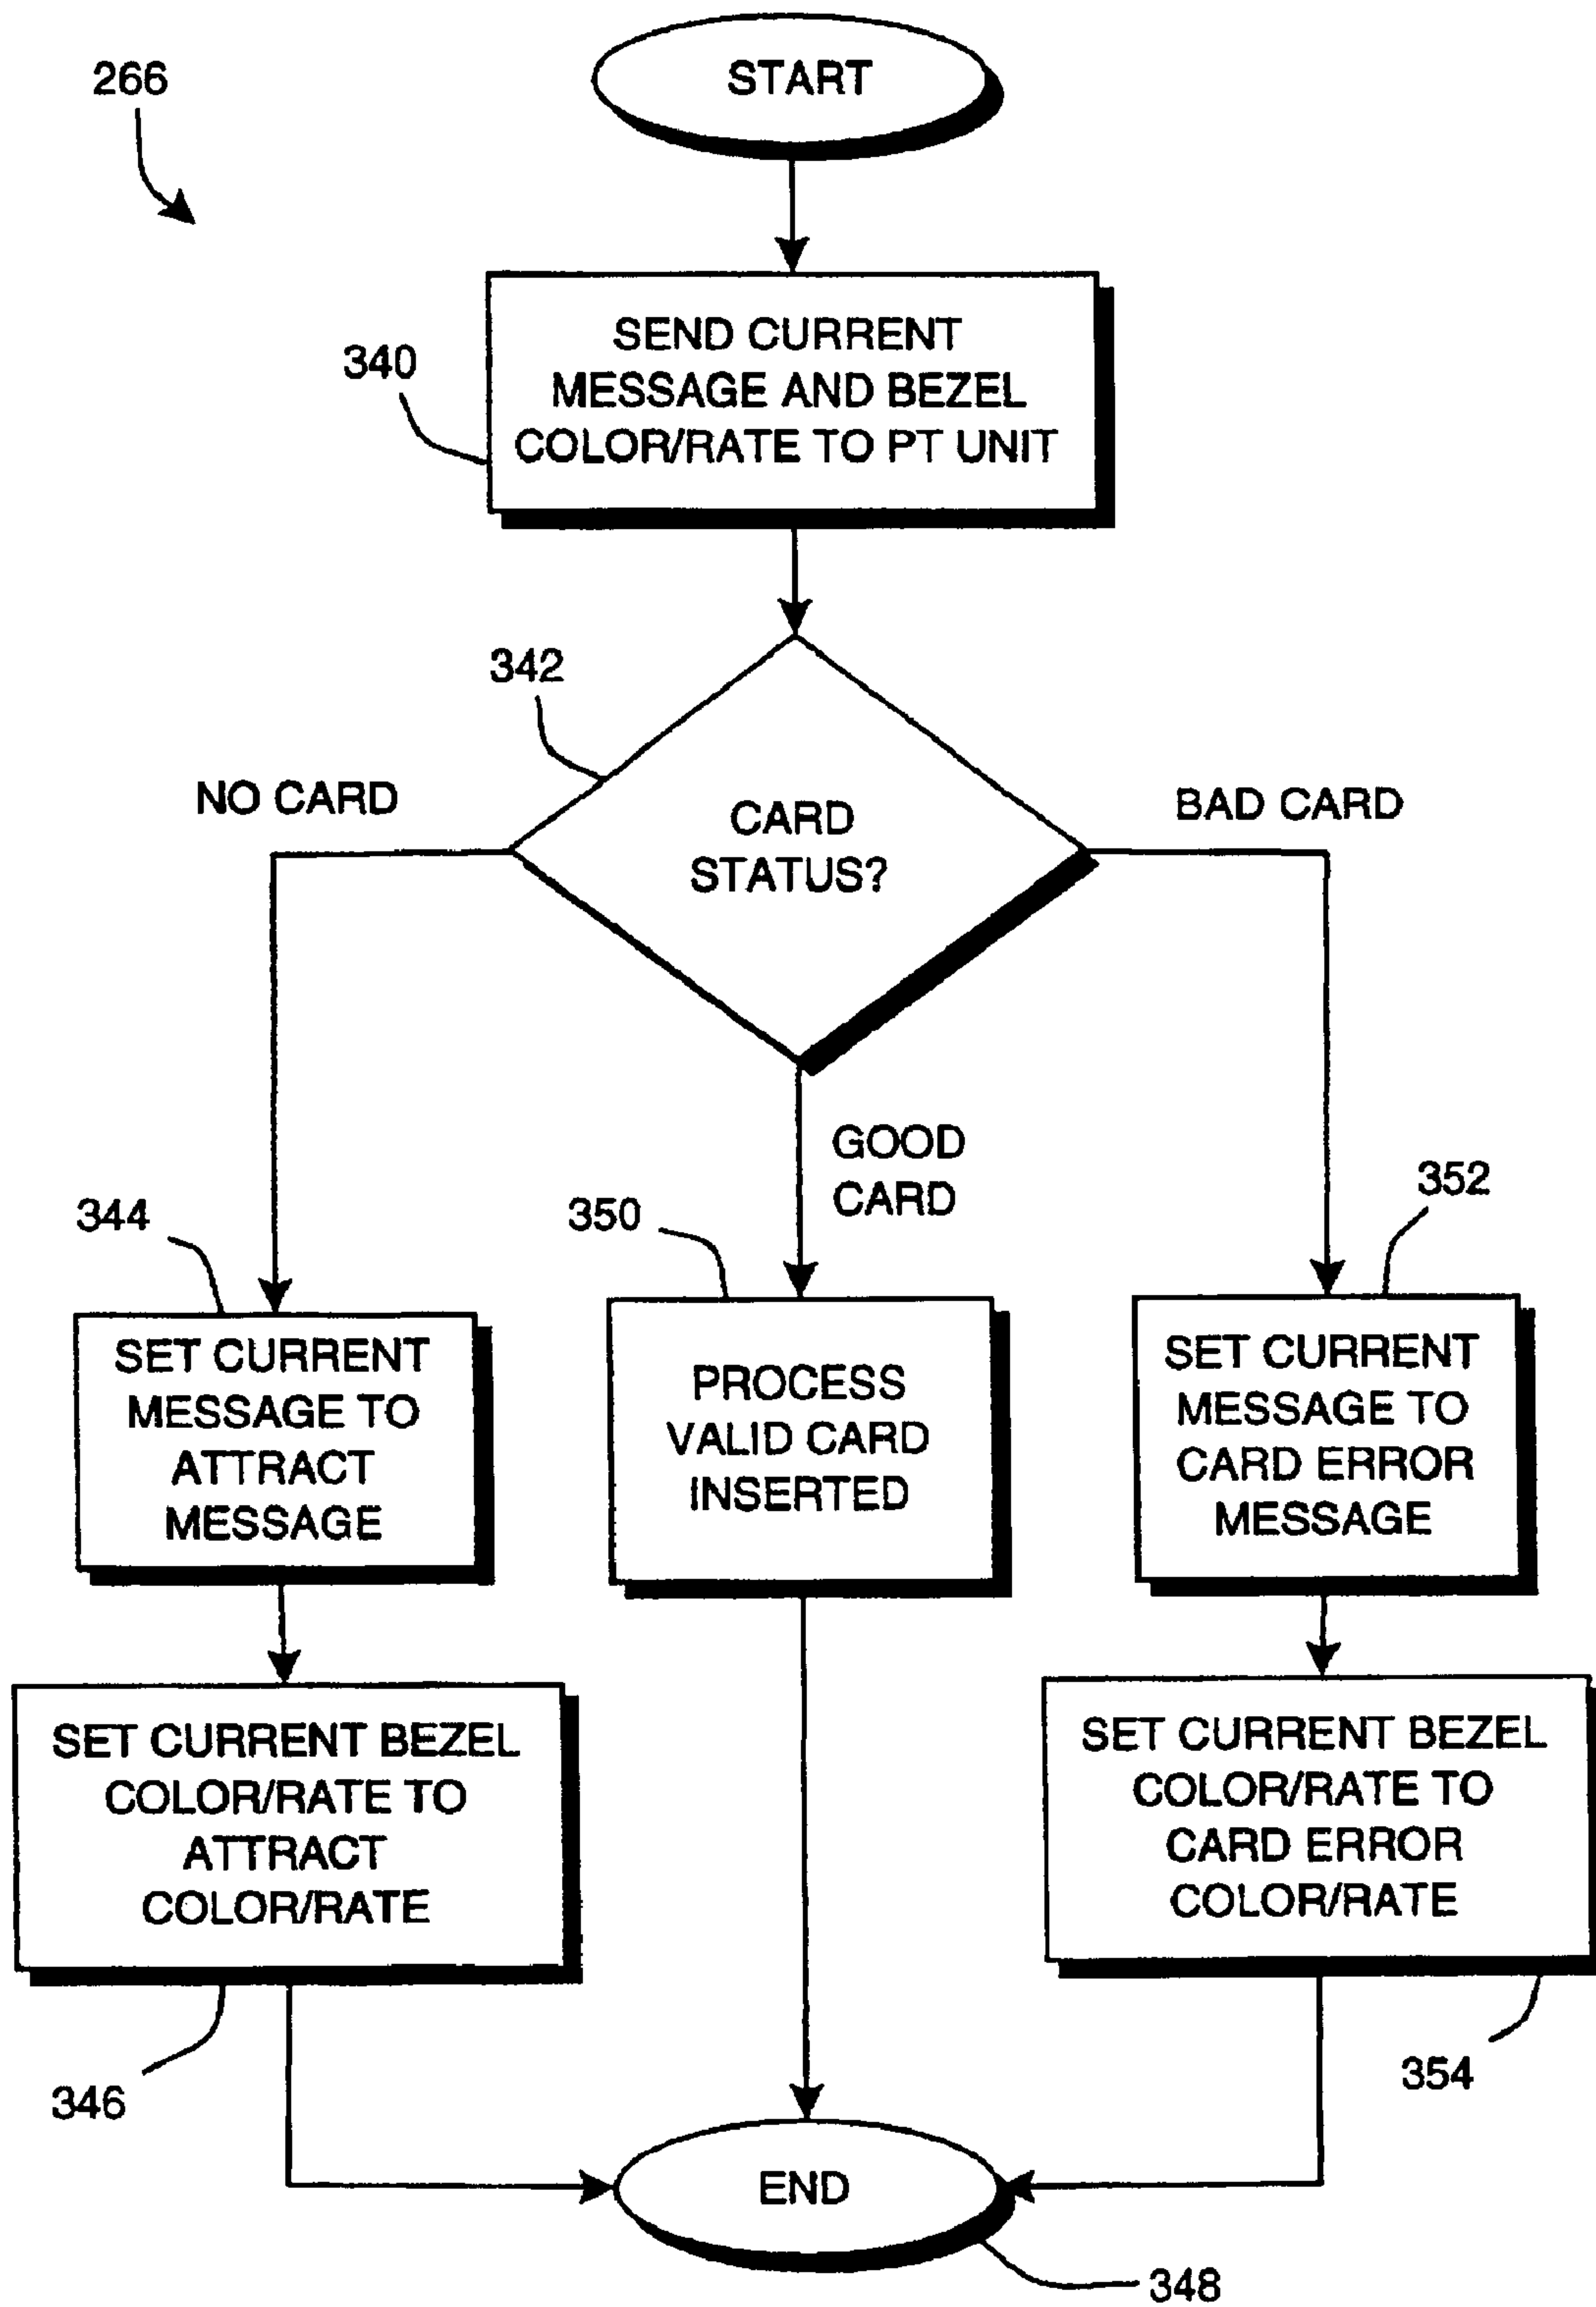 266
START
340
SEND CURRENT
MESSAGE AND BEZEL
COLOR/RATE TO PT UNIT
342
NO CARD
CARD
STATUS?
BAD CARD
GOOD
CARD
344
SET CURRENT
MESSAGE TO
ATTRACT
MESSAGE
350
PROCESS
VALID CARD
INSERTED
352
SET CURRENT
MESSAGE TO
CARD ERROR
MESSAGE
SET CURRENT BEZEL
COLOR/RATE TO
ATTRACT
COLOR/RATE
346
SET CURRENT BEZEL
COLOR/RATE TO
CARD ERROR
COLOR/RATE
354
END
348